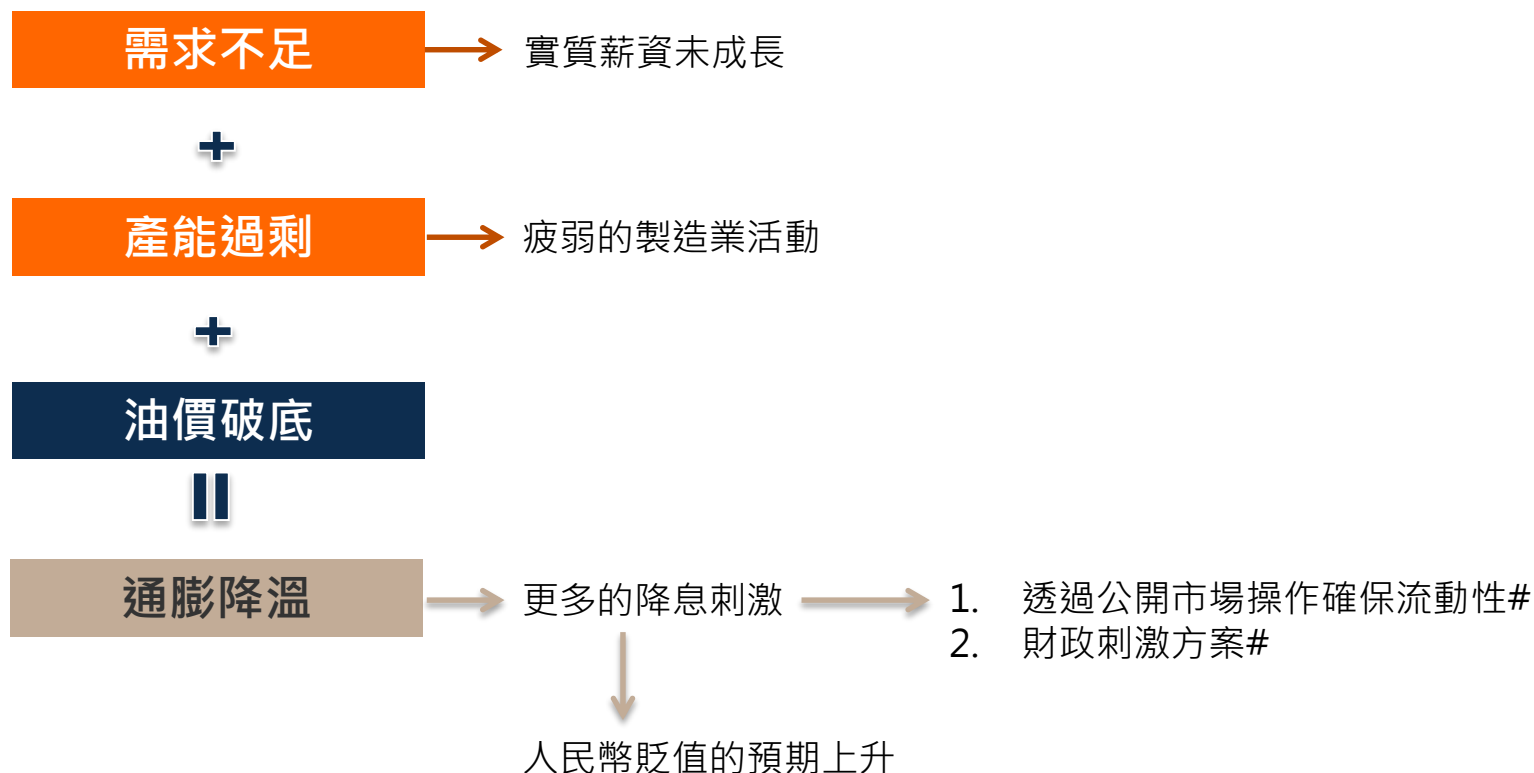 需求不足
實質薪資未成長
+
產能過剩
疲弱的製造業活動
+
油價破底
通膨降溫
更多的降息刺激
1. 透過公開市場操作確保流動性#
2. 財政刺激方案#
人民幣貶值的預期上升